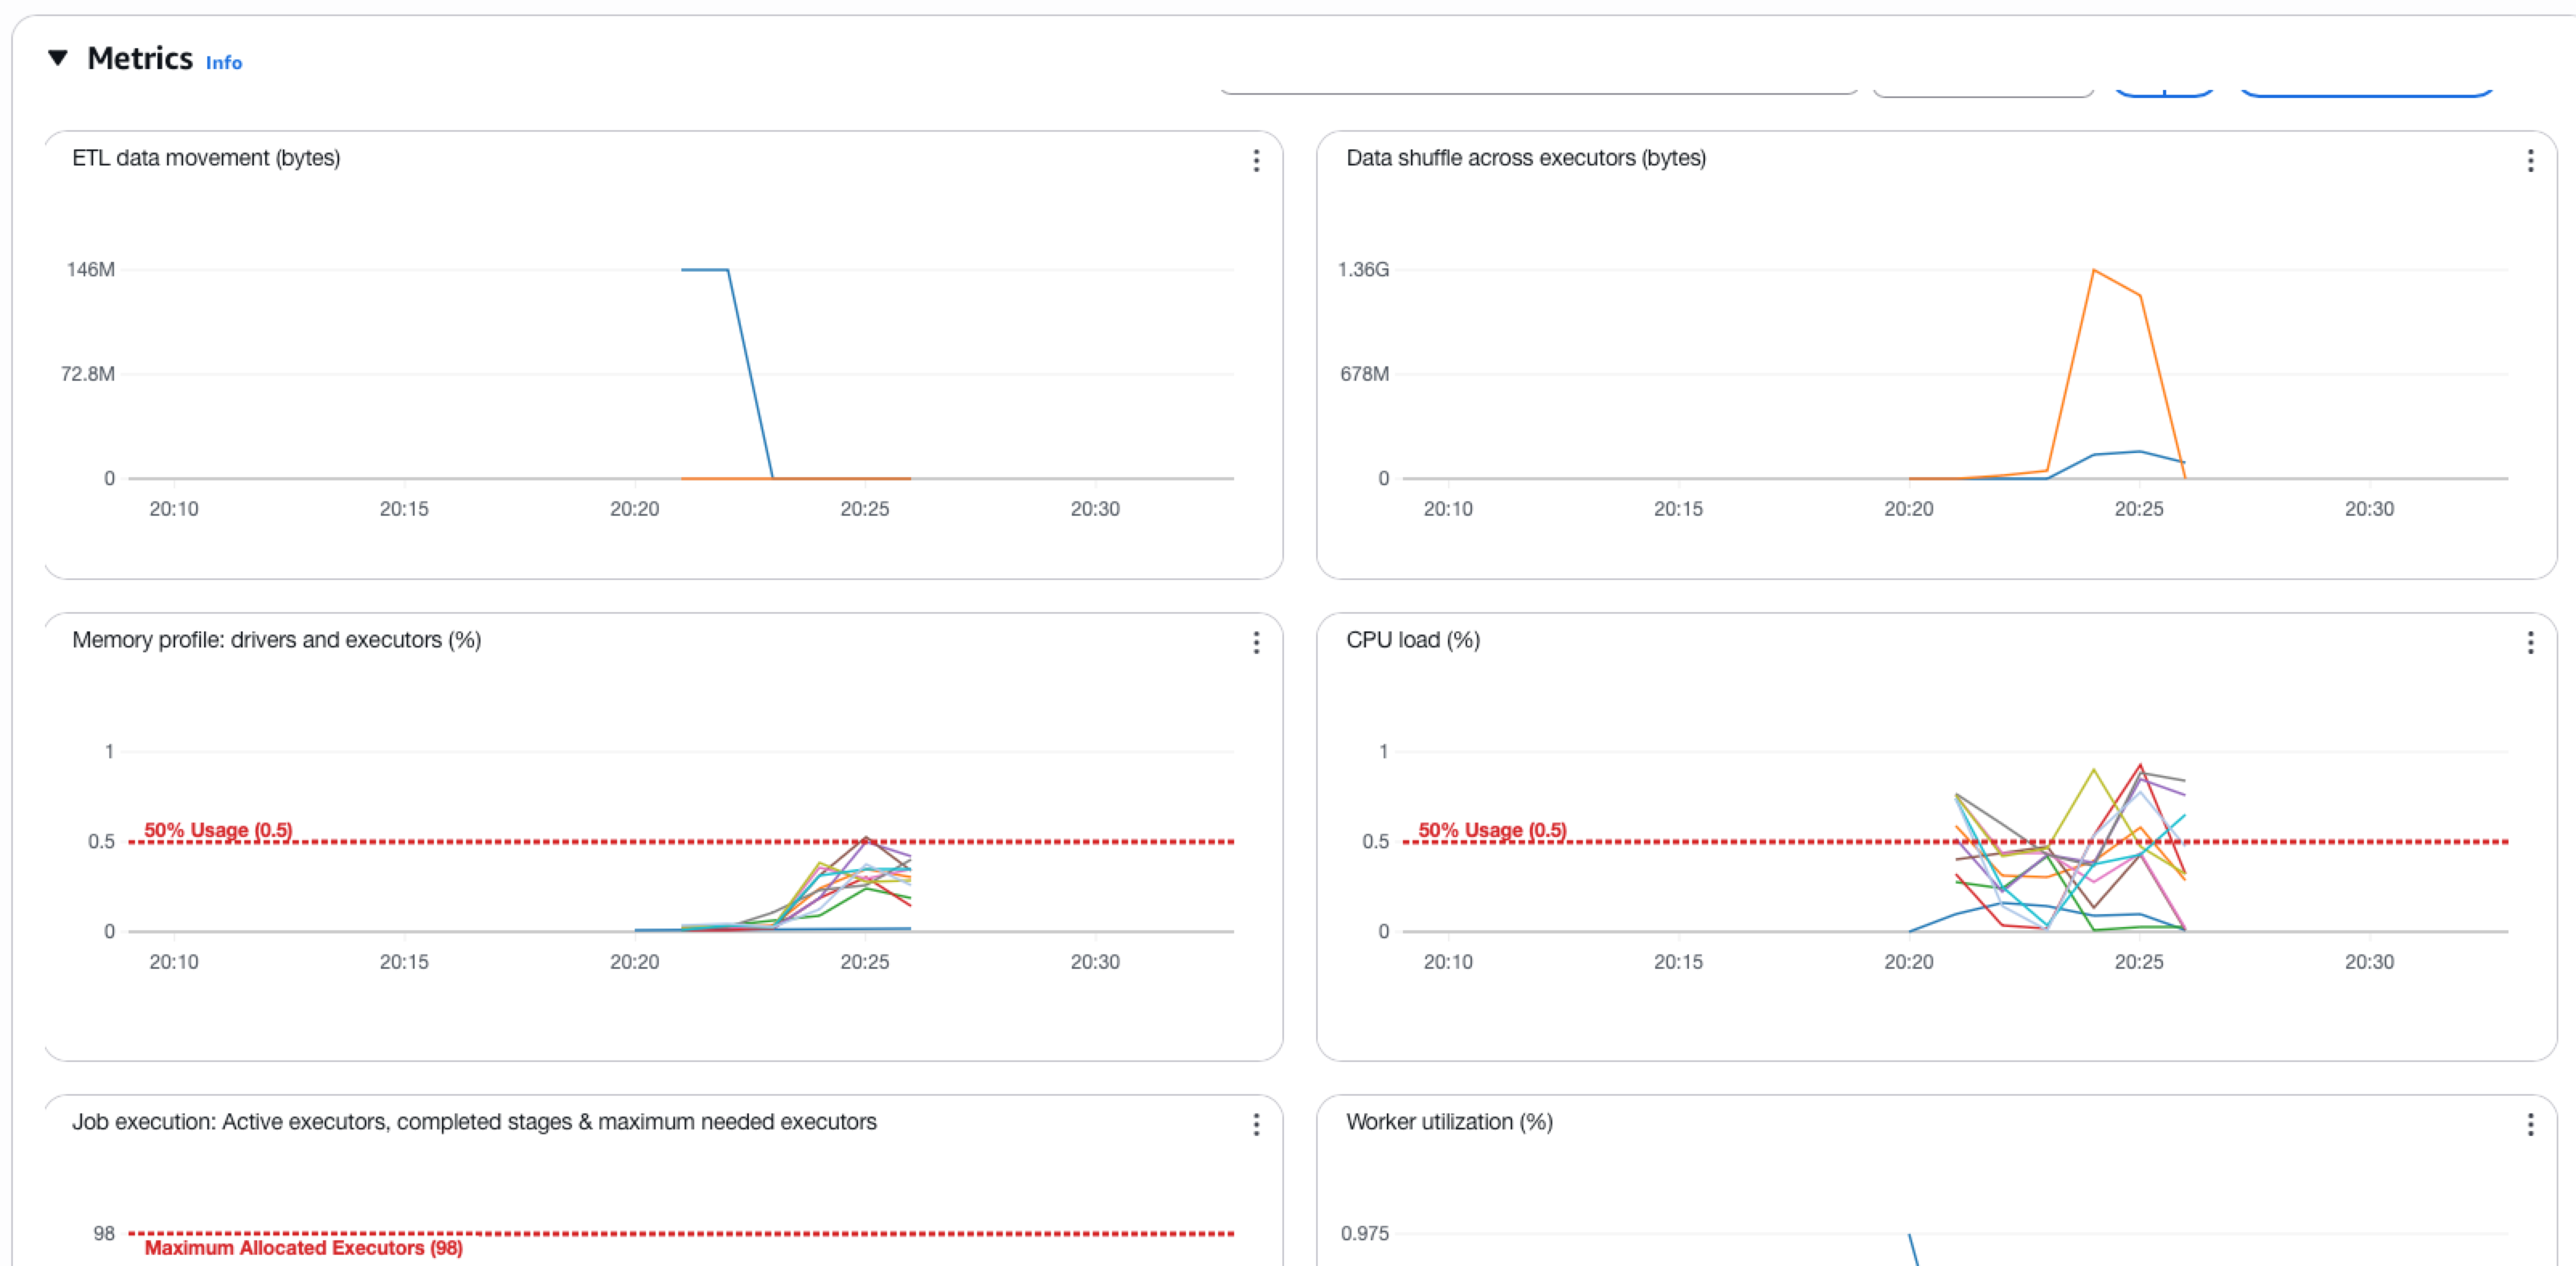 Metrics Info
ETL data movement (bytes)
146M
72.8M
0
20:10 20:15 20:20 20:25 20:30
Data shuffle across executors (bytes)
1.36G
678M
0
20:10 20:15 20:20 20:25 20:30
Memory profile: drivers and executors (%)
1
50% Usage (0.5)
0.5
0
20:10 20:15 20:20 20:25 20:30
CPU load (%)
1
50% Usage (0.5)
0.5
0
20:10 20:15 20:20 20:25 20:30
Job execution: Active executors, completed stages & maximum needed executors
98
Maximum Allocated Executors (98)
Worker utilization (%)
0.975